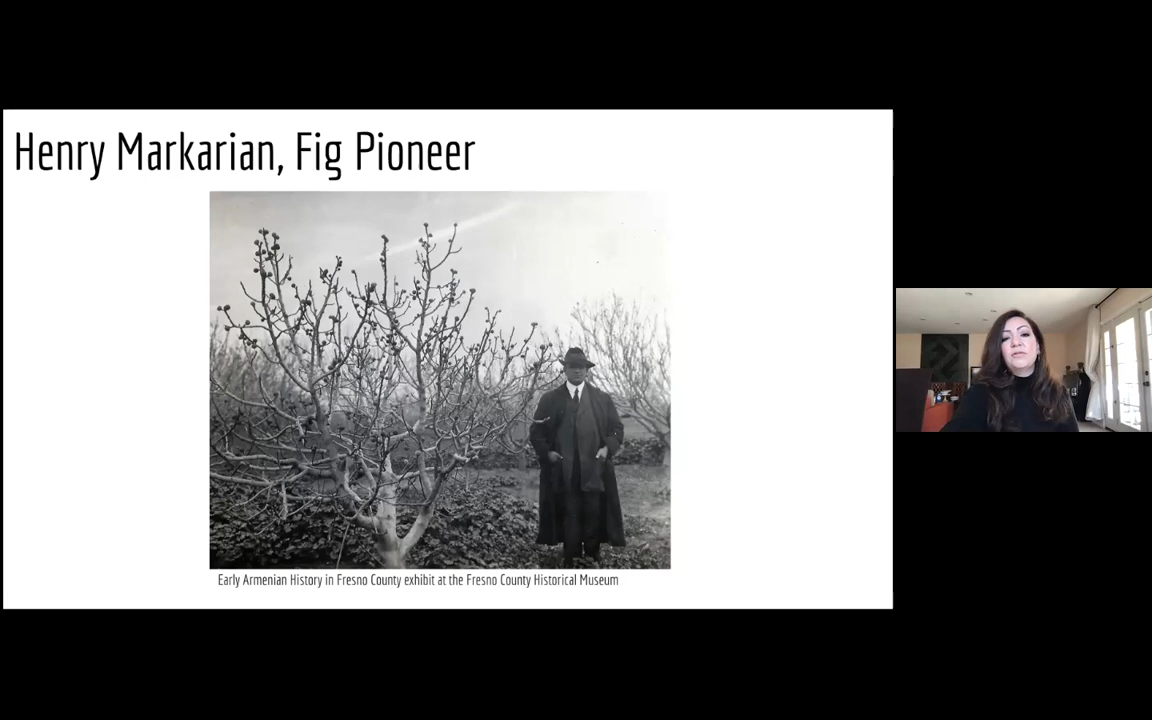 Henry Markarian, Fig Pioneer
Early Armenian History in Fresno County exhibit at the Fresno County Historical Museum